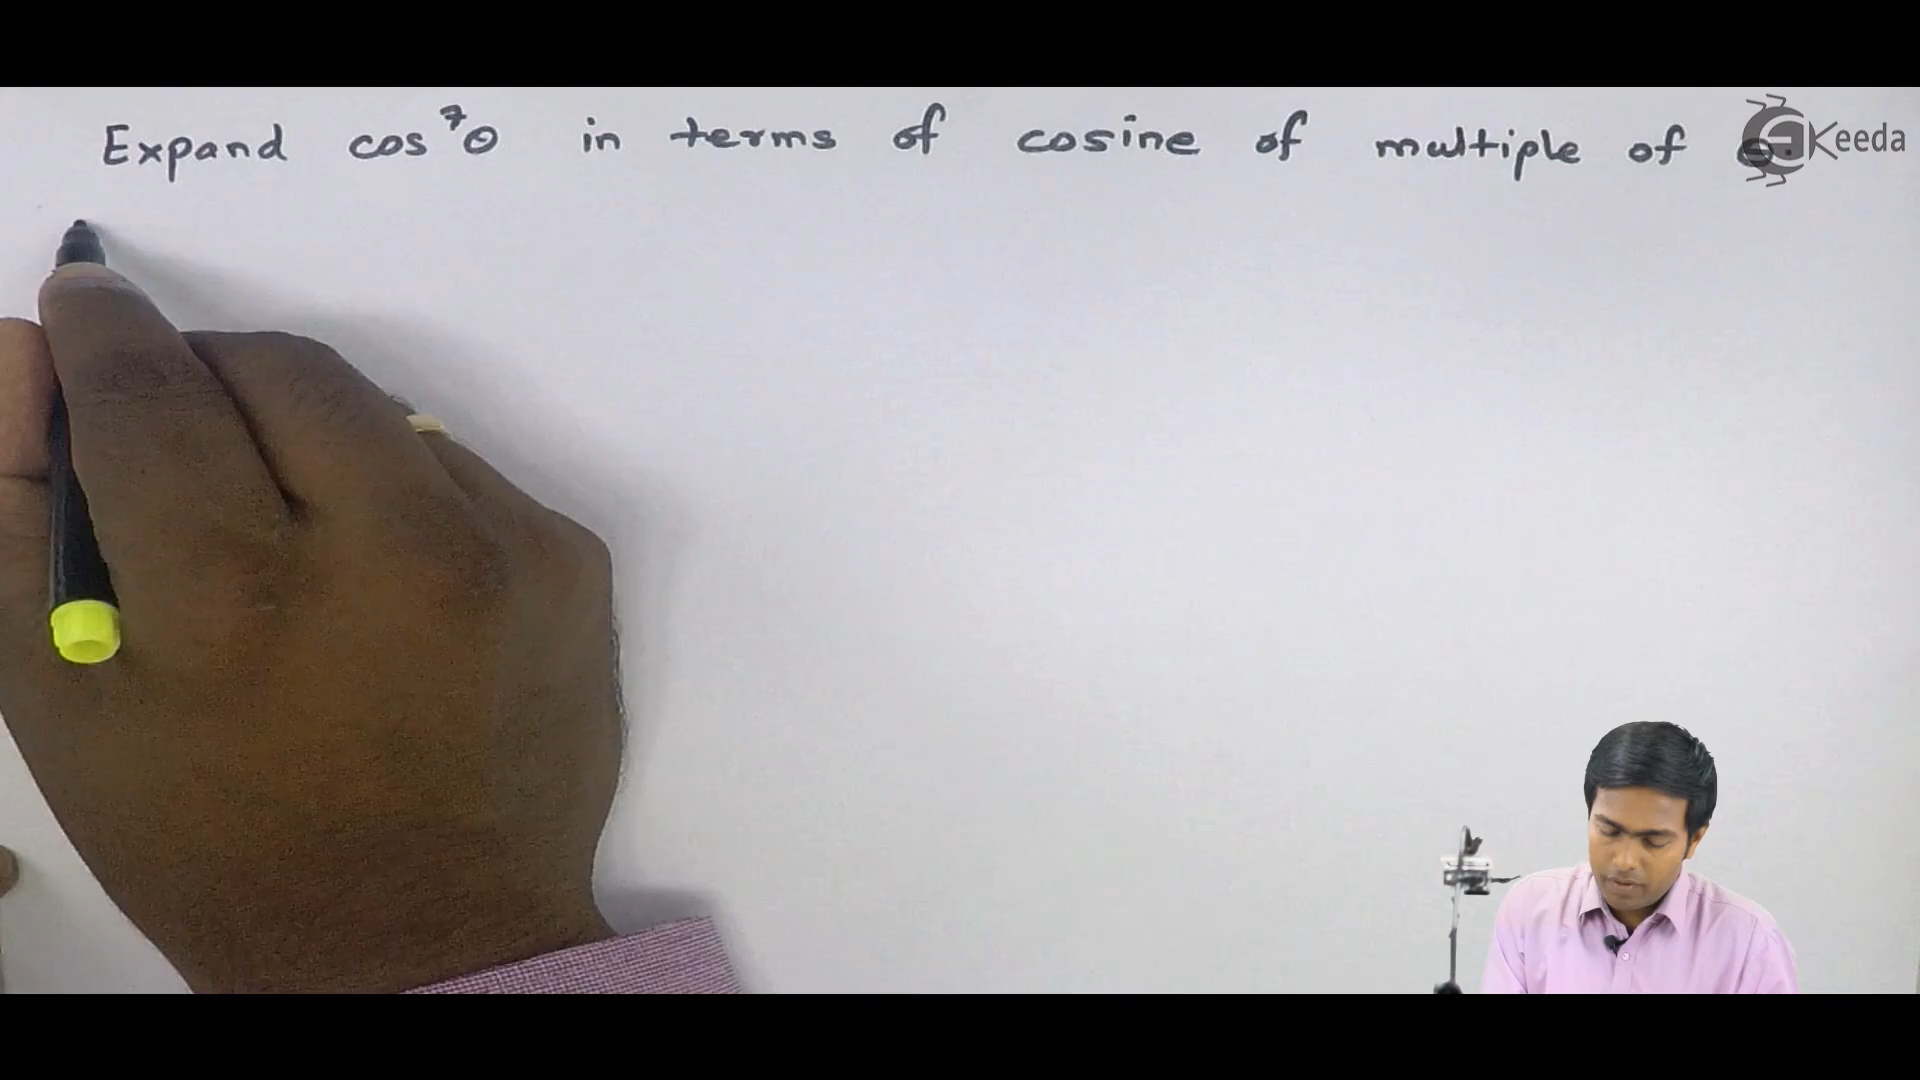 Expand cos⁷θ in terms of cosine of multiple of θ
Keeda